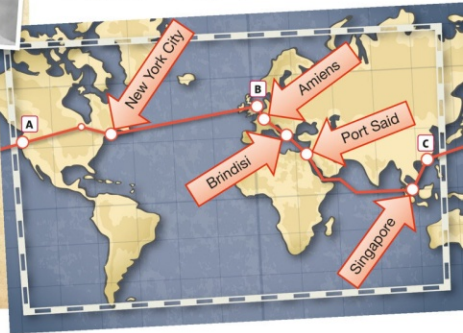 New York City
B
Amiens
A
Port Said
C
Brindisi
Singapore